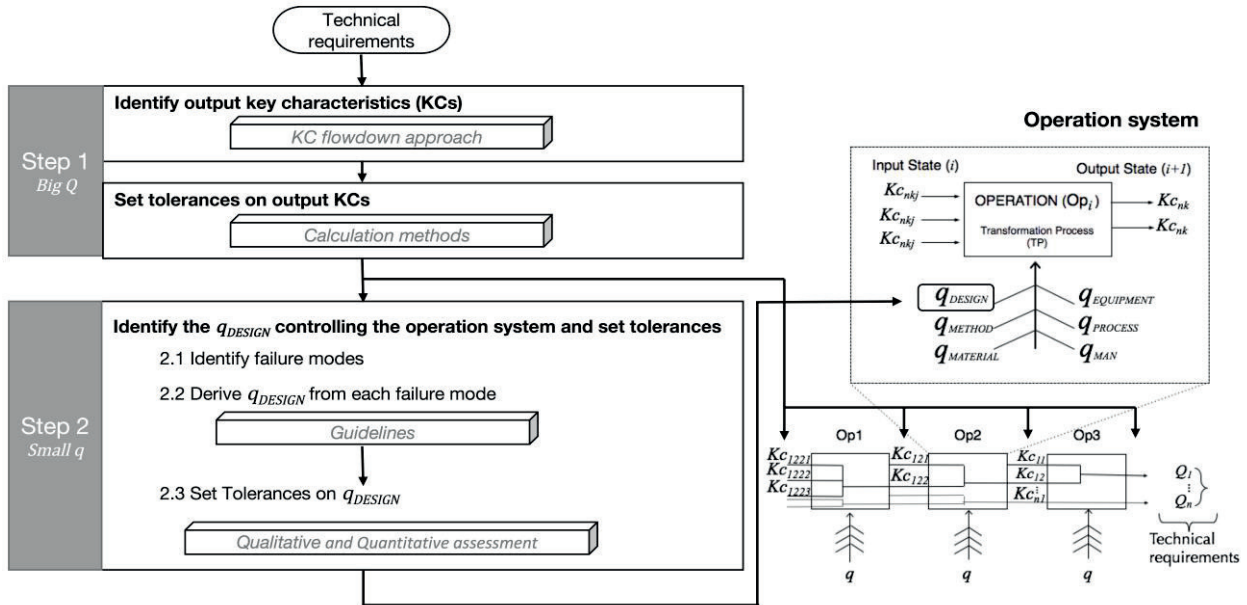 Technical
requirements
Step 1
Big Q
Identify output key characteristics (KCs)
KC flowdown approach
Set tolerances on output KCs
Calculation methods
Step 2
Small q
Identify the qDESIGN controlling the operation system and set tolerances
2.1 Identify failure modes
2.2 Derive qDESIGN from each failure mode
Guidelines
2.3 Set Tolerances on qDESIGN
Qualitative and Quantitative assessment
Operation system
Input State (i)
Output State (i+1)
Kcnkj
Kcnkj
Kcnkj
OPERATION (Opi)
Transformation Process
(TP)
Kcnk
Kcnk
qDESIGN
qEQUIPMENT
qMETHOD
qPROCESS
qMATERIAL
qMAN
Op1
Op2
Op3
Kc1221
Kc1222
Kc1223
Kc121
Kc122
Kc11
Kc12
⋮
Kcn1
Q1
⋮
Qn
Technical
requirements
q
q
q